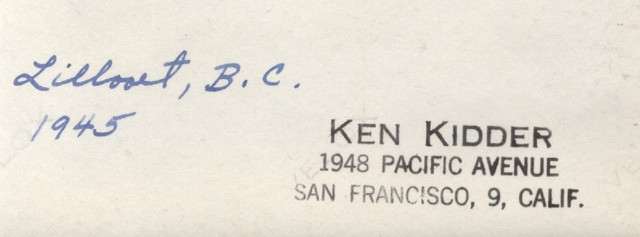 Lillooet, B.C.
1945
KEN KIDDER
1948 PACIFIC AVENUE
SAN FRANCISCO, 9, CALIF.